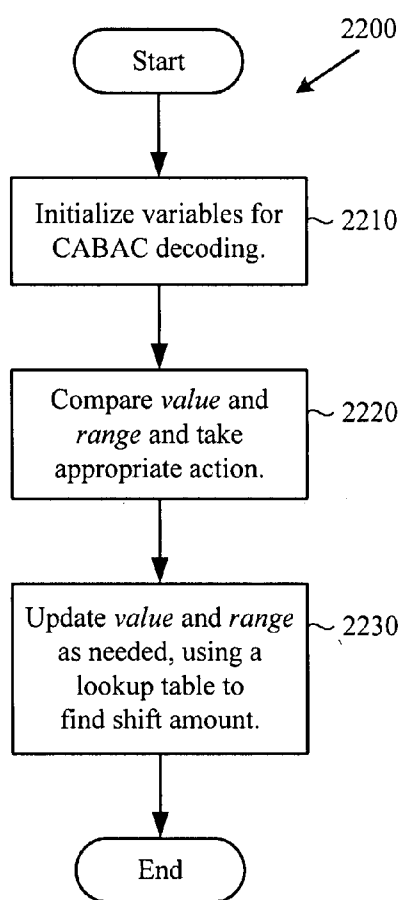 2200
Start
Initialize variables for
CABAC decoding.
2210
Compare value and
range and take
appropriate action.
2220
Update value and range
as needed, using a
lookup table to
find shift amount.
2230
End